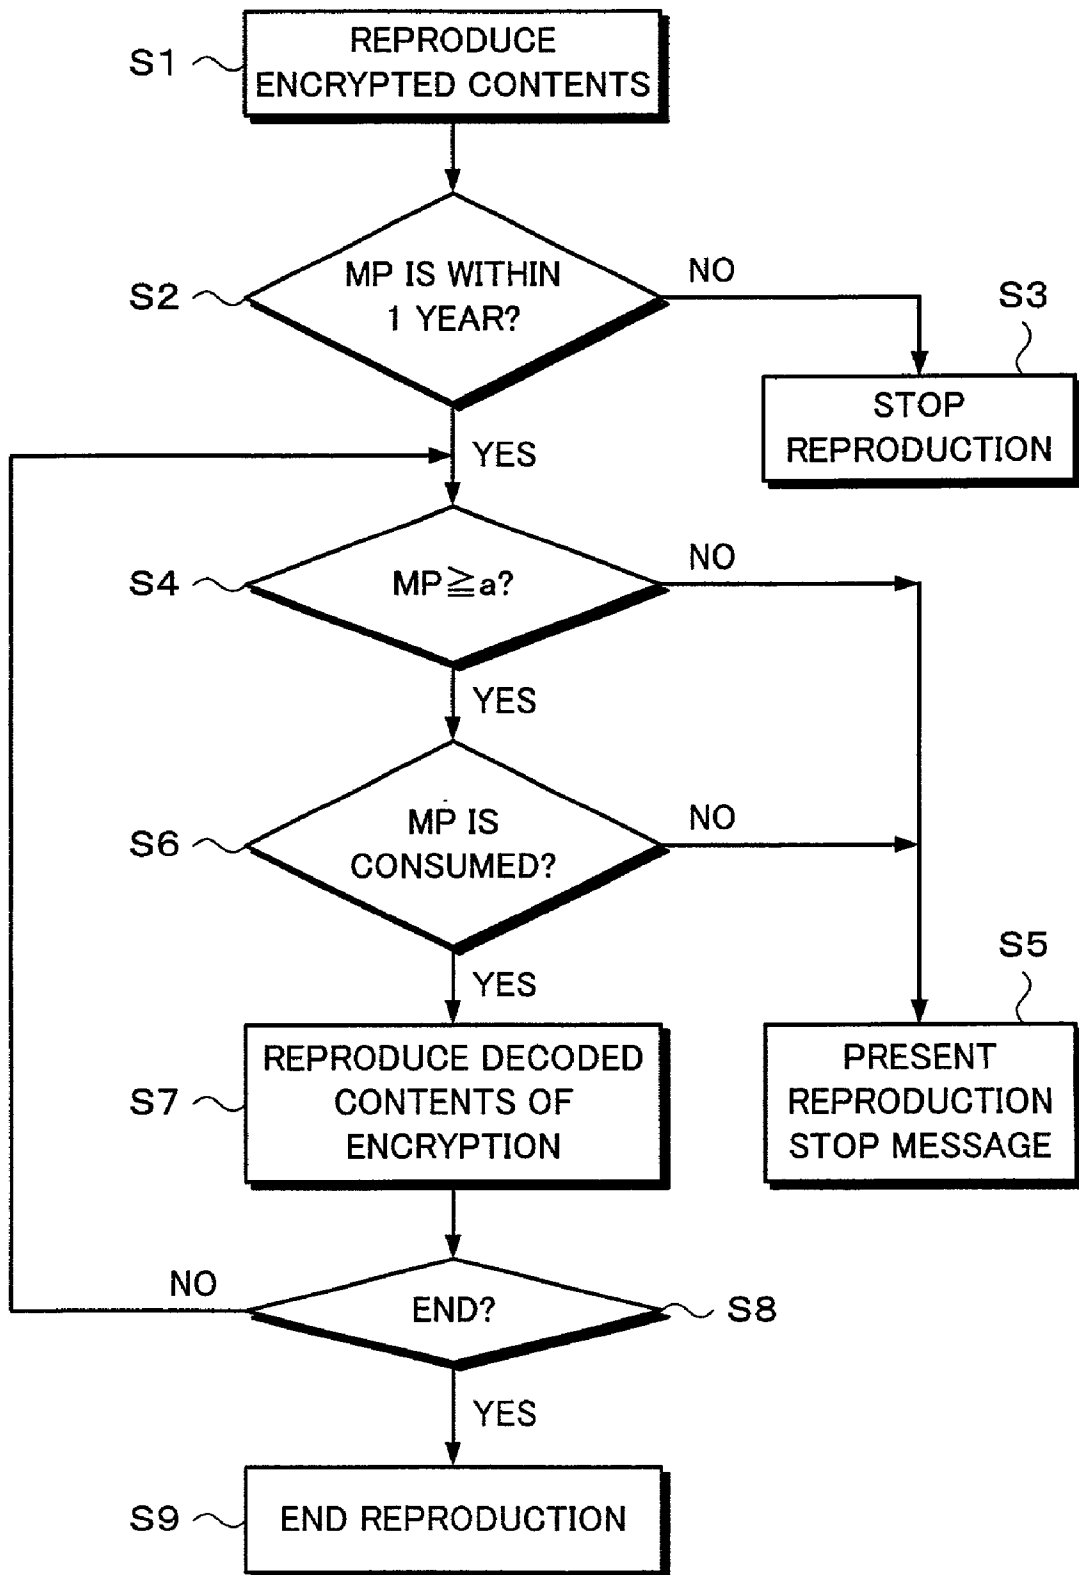 S1
REPRODUCE
ENCRYPTED CONTENTS
S2
MP IS WITHIN
1 YEAR?
NO
S3
STOP
REPRODUCTION
YES
S4
MP≧a?
NO
YES
S6
MP IS
CONSUMED?
NO
YES
S5
PRESENT
REPRODUCTION
STOP MESSAGE
S7
REPRODUCE DECODED
CONTENTS OF
ENCRYPTION
NO
END?
S8
YES
S9
END REPRODUCTION